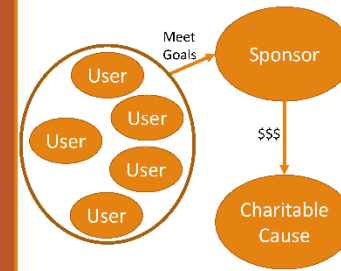 Meet
Goals
Sponsor
User
User
User
User
User
$$$
Charitable
Cause